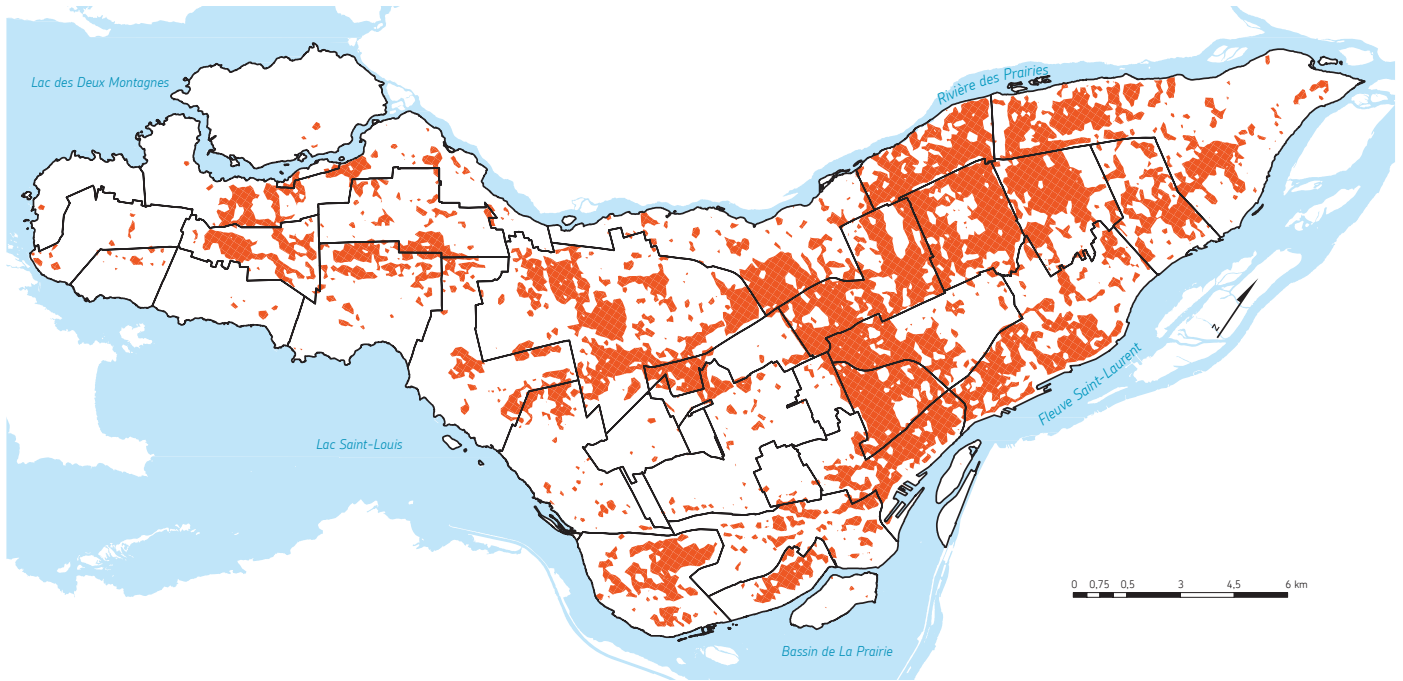 Lac des Deux Montagnes
Rivière des Prairies
Fleuve Saint-Laurent
N
Lac Saint-Louis
0 0,75 0,5 3 4,5 6 km
Bassin de La Prairie